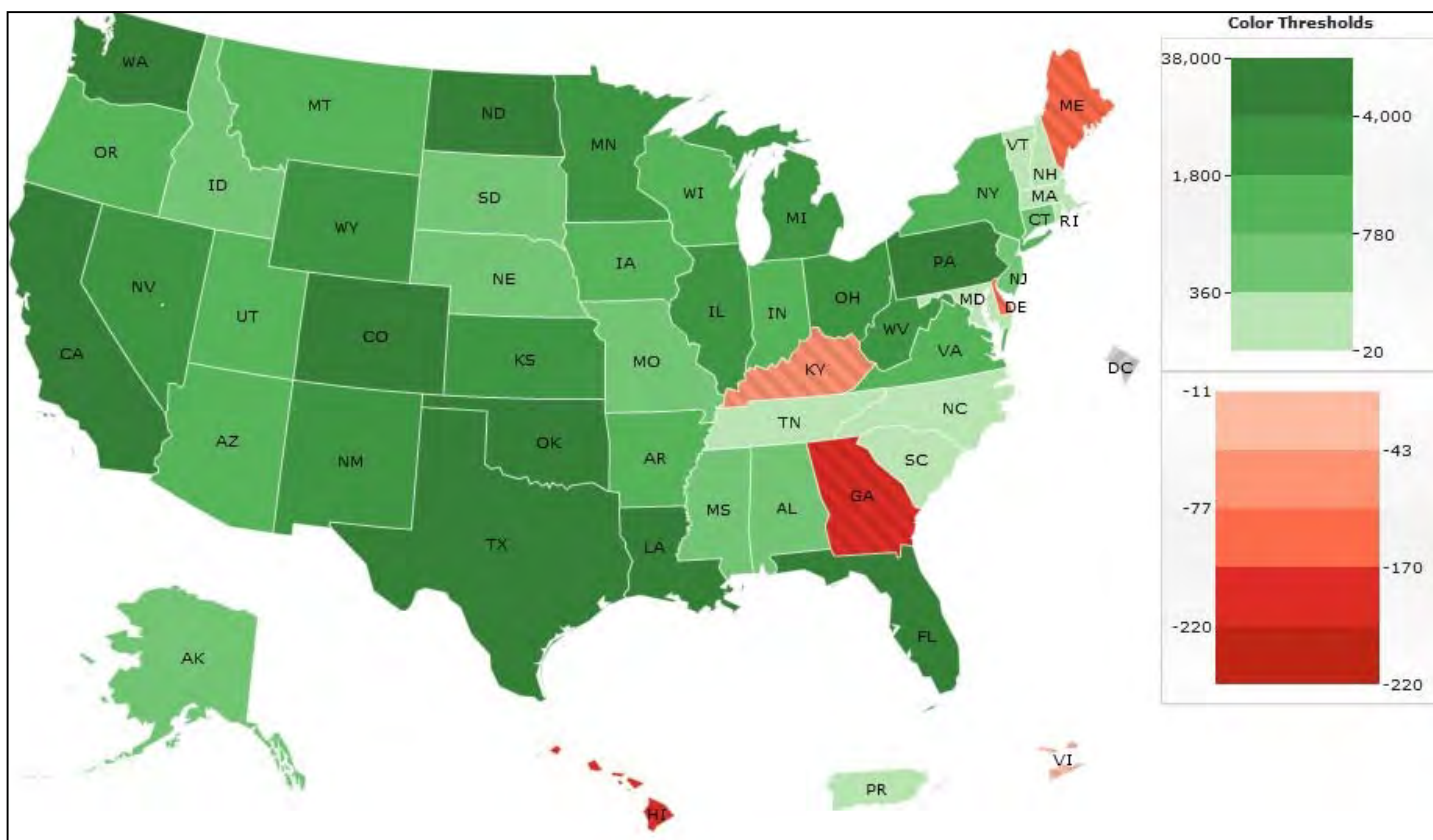 Color Thresholds
38,000
4,000
1,800
780
360
20
-11
-43
-77
-170
-220
-220
WA
MT
ND
MN
ME
OR
ID
SD
WI
VT
NH
NY
MA
CT
RI
WY
MI
NE
IA
PA
NJ
NV
UT
IL
IN
OH
MD
DE
WV
CA
CO
KS
MO
KY
VA
DC
AZ
NM
OK
AR
TN
NC
SC
MS
AL
GA
TX
LA
FL
AK
HI
PR
VI